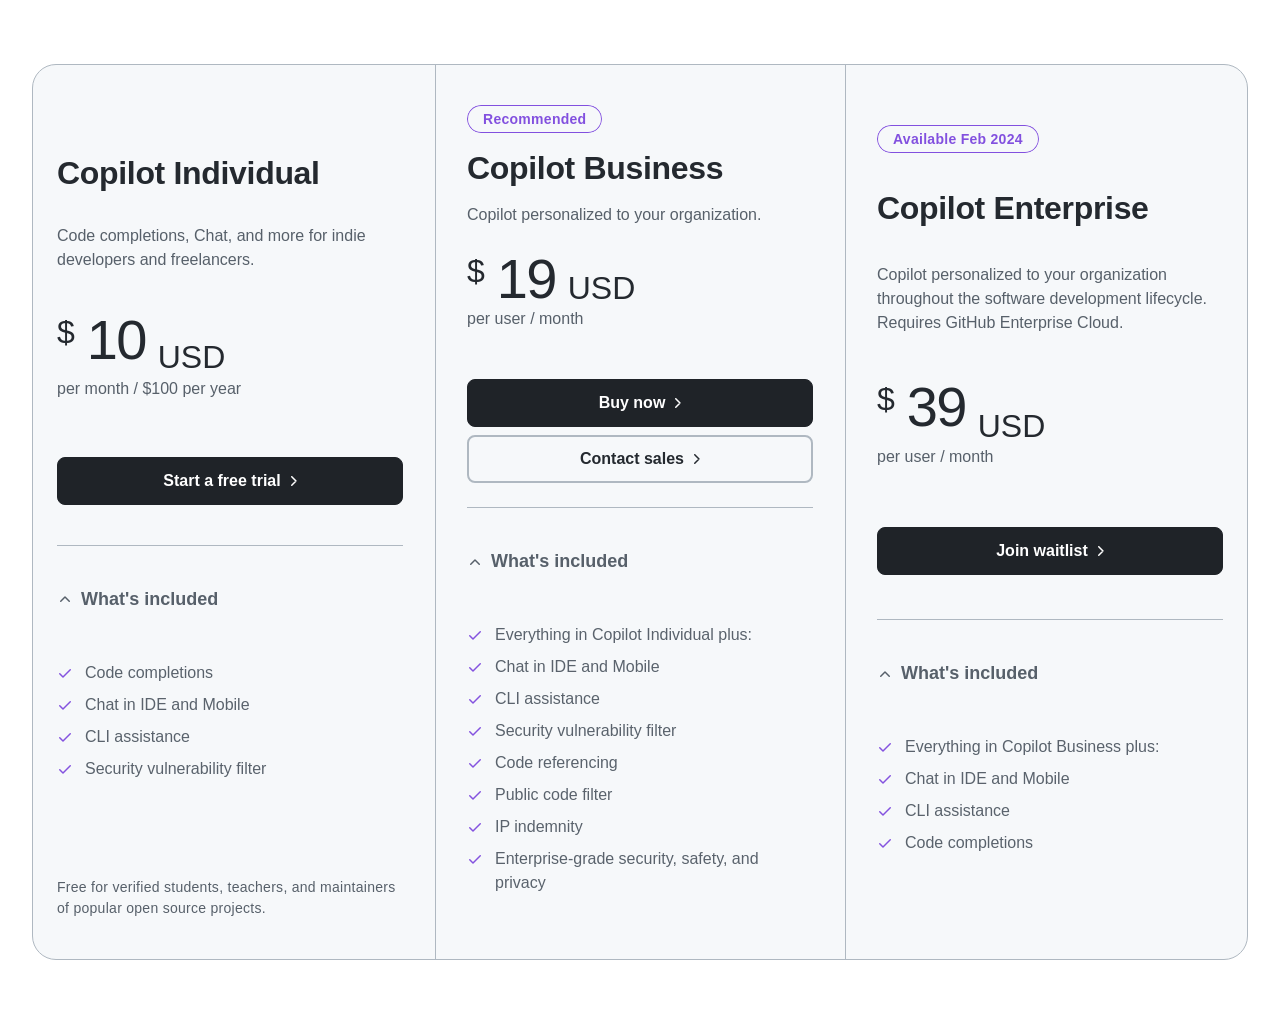 Copilot Individual
Code completions, Chat, and more for indie
developers and freelancers.
$ 10 USD
per month / $100 per year
Start a free trial
What's included
Code completions
Chat in IDE and Mobile
CLI assistance
Security vulnerability filter
Free for verified students, teachers, and maintainers
of popular open source projects.
Recommended
Copilot Business
Copilot personalized to your organization.
$ 19 USD
per user / month
Buy now
Contact sales
What's included
Everything in Copilot Individual plus:
Chat in IDE and Mobile
CLI assistance
Security vulnerability filter
Code referencing
Public code filter
IP indemnity
Enterprise-grade security, safety, and
privacy
Available Feb 2024
Copilot Enterprise
Copilot personalized to your organization
throughout the software development lifecycle.
Requires GitHub Enterprise Cloud.
$ 39 USD
per user / month
Join waitlist
What's included
Everything in Copilot Business plus:
Chat in IDE and Mobile
CLI assistance
Code completions